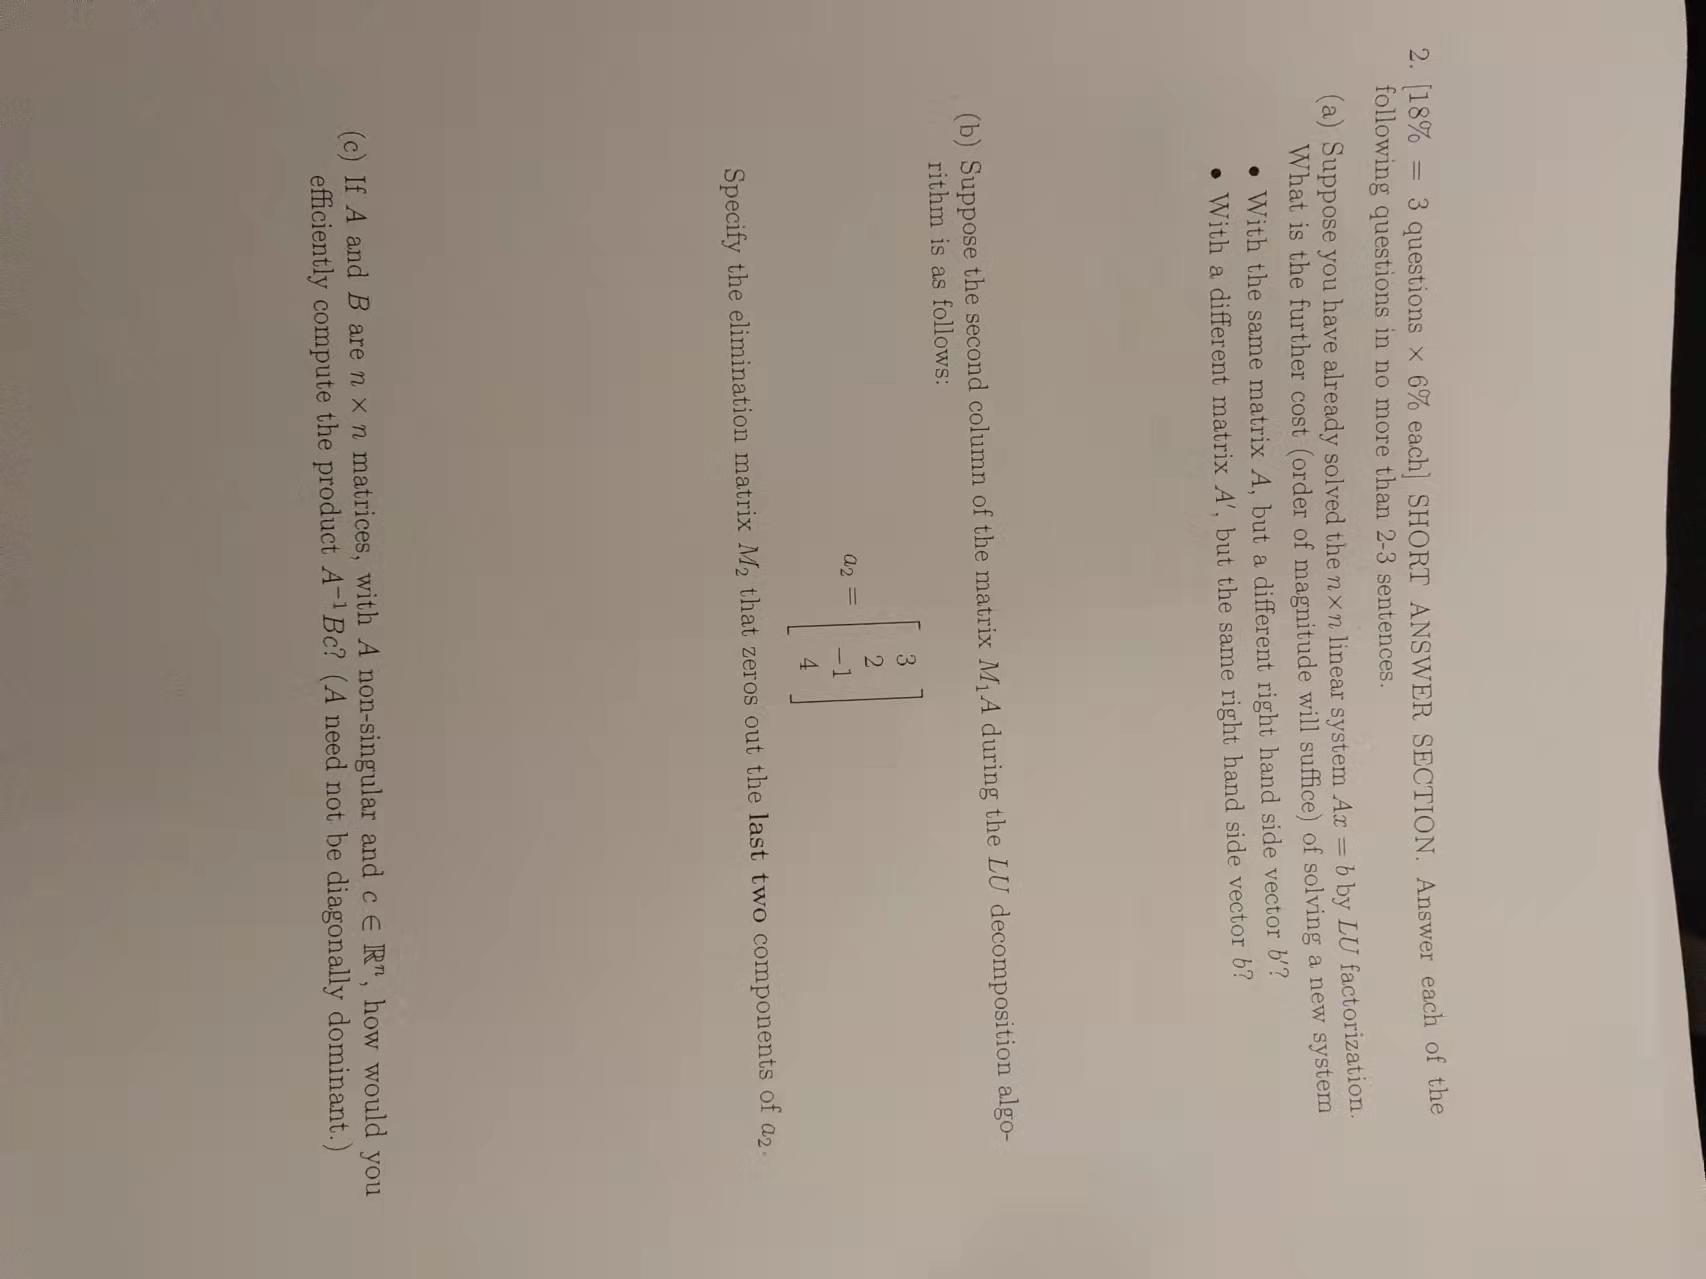 2. [18% = 3 questions × 6% each] SHORT ANSWER SECTION. Answer each of the
following questions in no more than 2-3 sentences.
(a) Suppose you have already solved the n×n linear system Ax = b by LU factorization.
What is the further cost (order of magnitude will suffice) of solving a new system
• With the same matrix A, but a different right hand side vector b′?
• With a different matrix A′, but the same right hand side vector b?
(b) Suppose the second column of the matrix M₁A during the LU decomposition algo-
rithm is as follows:
a₂ = [
3
2
−1
4
]
Specify the elimination matrix M₂ that zeros out the last two components of a₂.
(c) If A and B are n × n matrices, with A non-singular and c ∈ ℝⁿ, how would you
efficiently compute the product A⁻¹Bc? (A need not be diagonally dominant.)